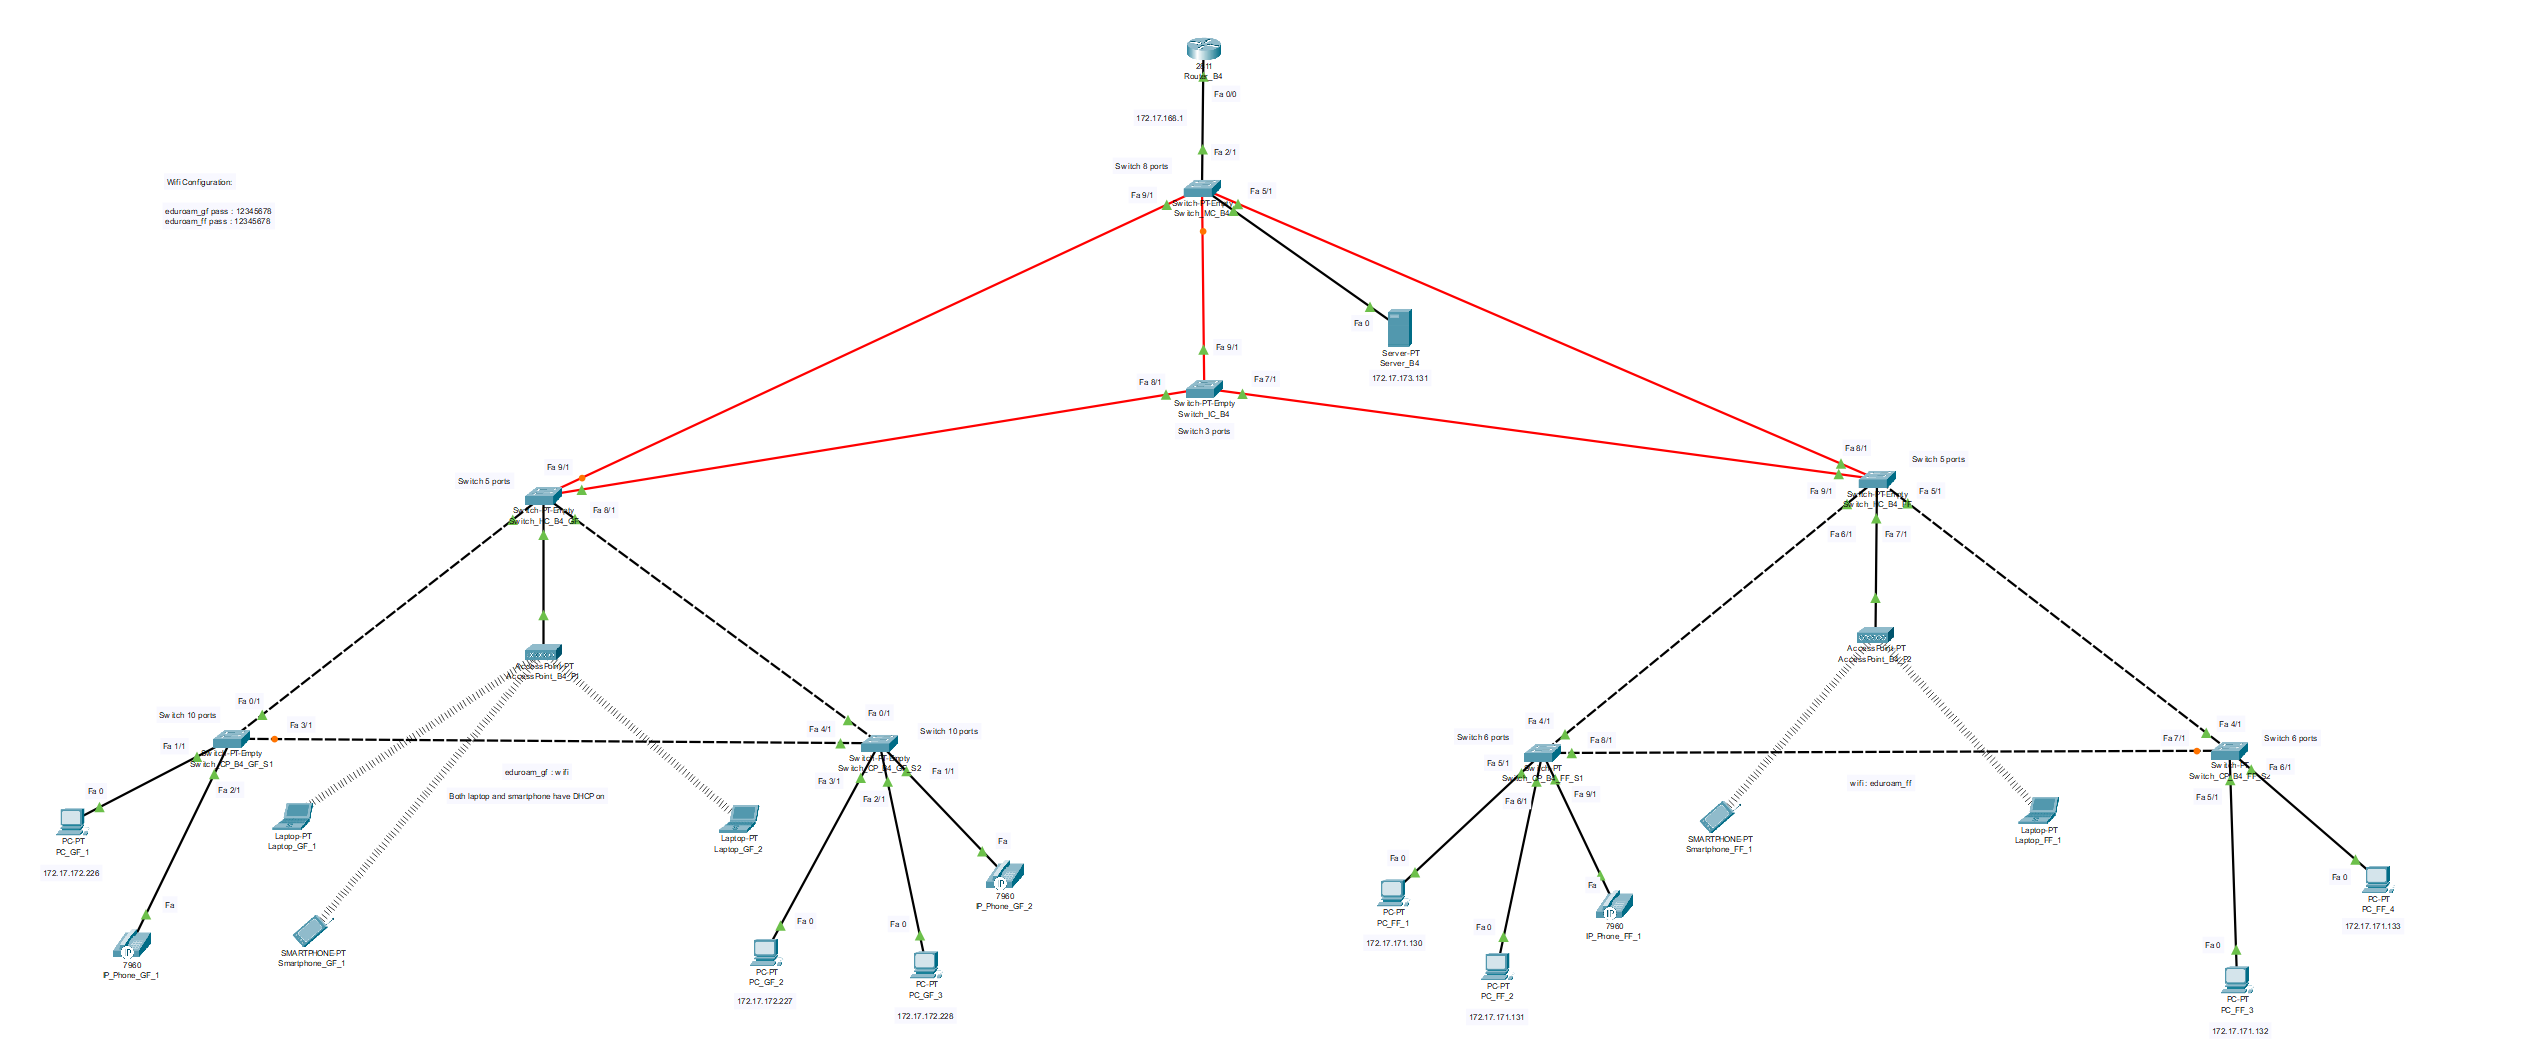 2811
Router_B4
Fa 0/0
172.17.168.1
Fa 2/1
Switch 8 ports
Wifi Configuration:
eduroam_gf pass : 12345678
eduroam_ff pass : 12345678
Fa 9/1
Fa 5/1
Switch-PT-Empty
Switch_MC_B4
Fa 0
Server-PT
Server_B4
172.17.173.131
Fa 9/1
Fa 8/1
Fa 7/1
Switch-PT-Empty
Switch_IC_B4
Switch 3 ports
Fa 9/1
Switch 5 ports
Fa 8/1
Switch-PT-Empty
Switch_HC_B4_GF
Fa 8/1
Switch 5 ports
Fa 9/1
Fa 5/1
Switch-PT-Empty
Fa 6/1
Fa 7/1
AccessPoint-PT
AccessPoint_B4_P1
AccessPoint-PT
AccessPoint_B4_P2
Fa 0/1
Switch 10 ports
Fa 3/1
Fa 1/1
Switch-PT-Empty
Switch_CP_B4_GF_S1
Fa 2/1
Fa 0/1
Fa 4/1
Switch 10 ports
Switch-PT-Empty
Switch_CP_B4_GF_S2
Fa 3/1
Fa 1/1
Fa 2/1
eduroam_gf : wifi
Both laptop and smartphone have DHCP on
Fa 4/1
Switch 6 ports
Fa 8/1
Fa 5/1
Switch-PT
Switch_CP_B4_FF_S1
Fa 6/1
Fa 9/1
wifi : eduroam_ff
Fa 4/1
Fa 7/1
Switch 6 ports
Switch-PT
Switch_CP_B4_FF_S2
Fa 6/1
Fa 5/1
Fa 0
PC-PT
PC_GF_1
172.17.172.226
Laptop-PT
Laptop_GF_1
Laptop-PT
Laptop_GF_2
Fa
7960
IP_Phone_GF_1
SMARTPHONE-PT
Smartphone_GF_1
Fa 0
PC-PT
PC_GF_2
172.17.172.227
Fa 0
PC-PT
PC_GF_3
172.17.172.228
Fa
7960
IP_Phone_GF_2
SMARTPHONE-PT
Smartphone_FF_1
Laptop-PT
Laptop_FF_1
Fa 0
PC-PT
PC_FF_1
172.17.171.130
Fa 0
PC-PT
PC_FF_2
172.17.171.131
Fa
7960
IP_Phone_FF_1
Fa 0
PC-PT
PC_FF_4
172.17.171.133
Fa 0
PC-PT
PC_FF_3
172.17.171.132